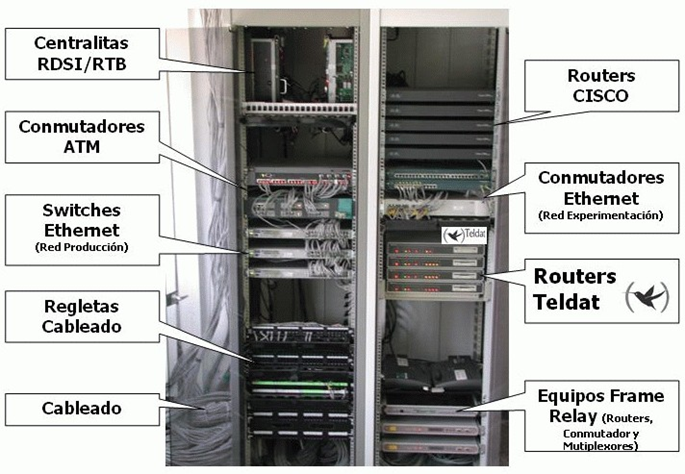 Centralitas
RDSI/RTB
Conmutadores
ATM
Switches
Ethernet
(Red Producción)
Regletas
Cableado
Cableado
Routers
CISCO
Conmutadores
Ethernet
(Red Experimentación)
Teldat
Routers
Teldat
Equipos Frame
Relay (Routers,
Conmutador y
Mutiplexores)